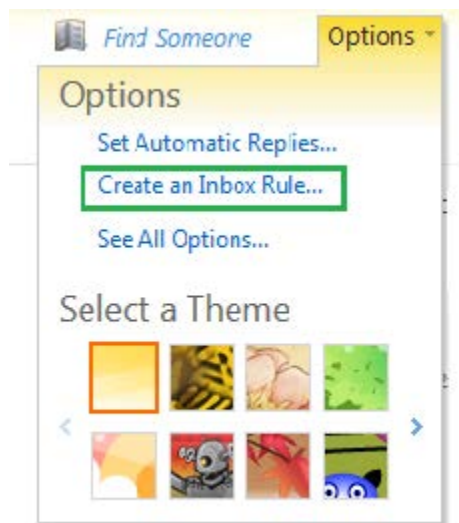 Find Someone
Options
Options
Set Automatic Replies...
Create an Inbox Rule...
See All Options...
Select a Theme